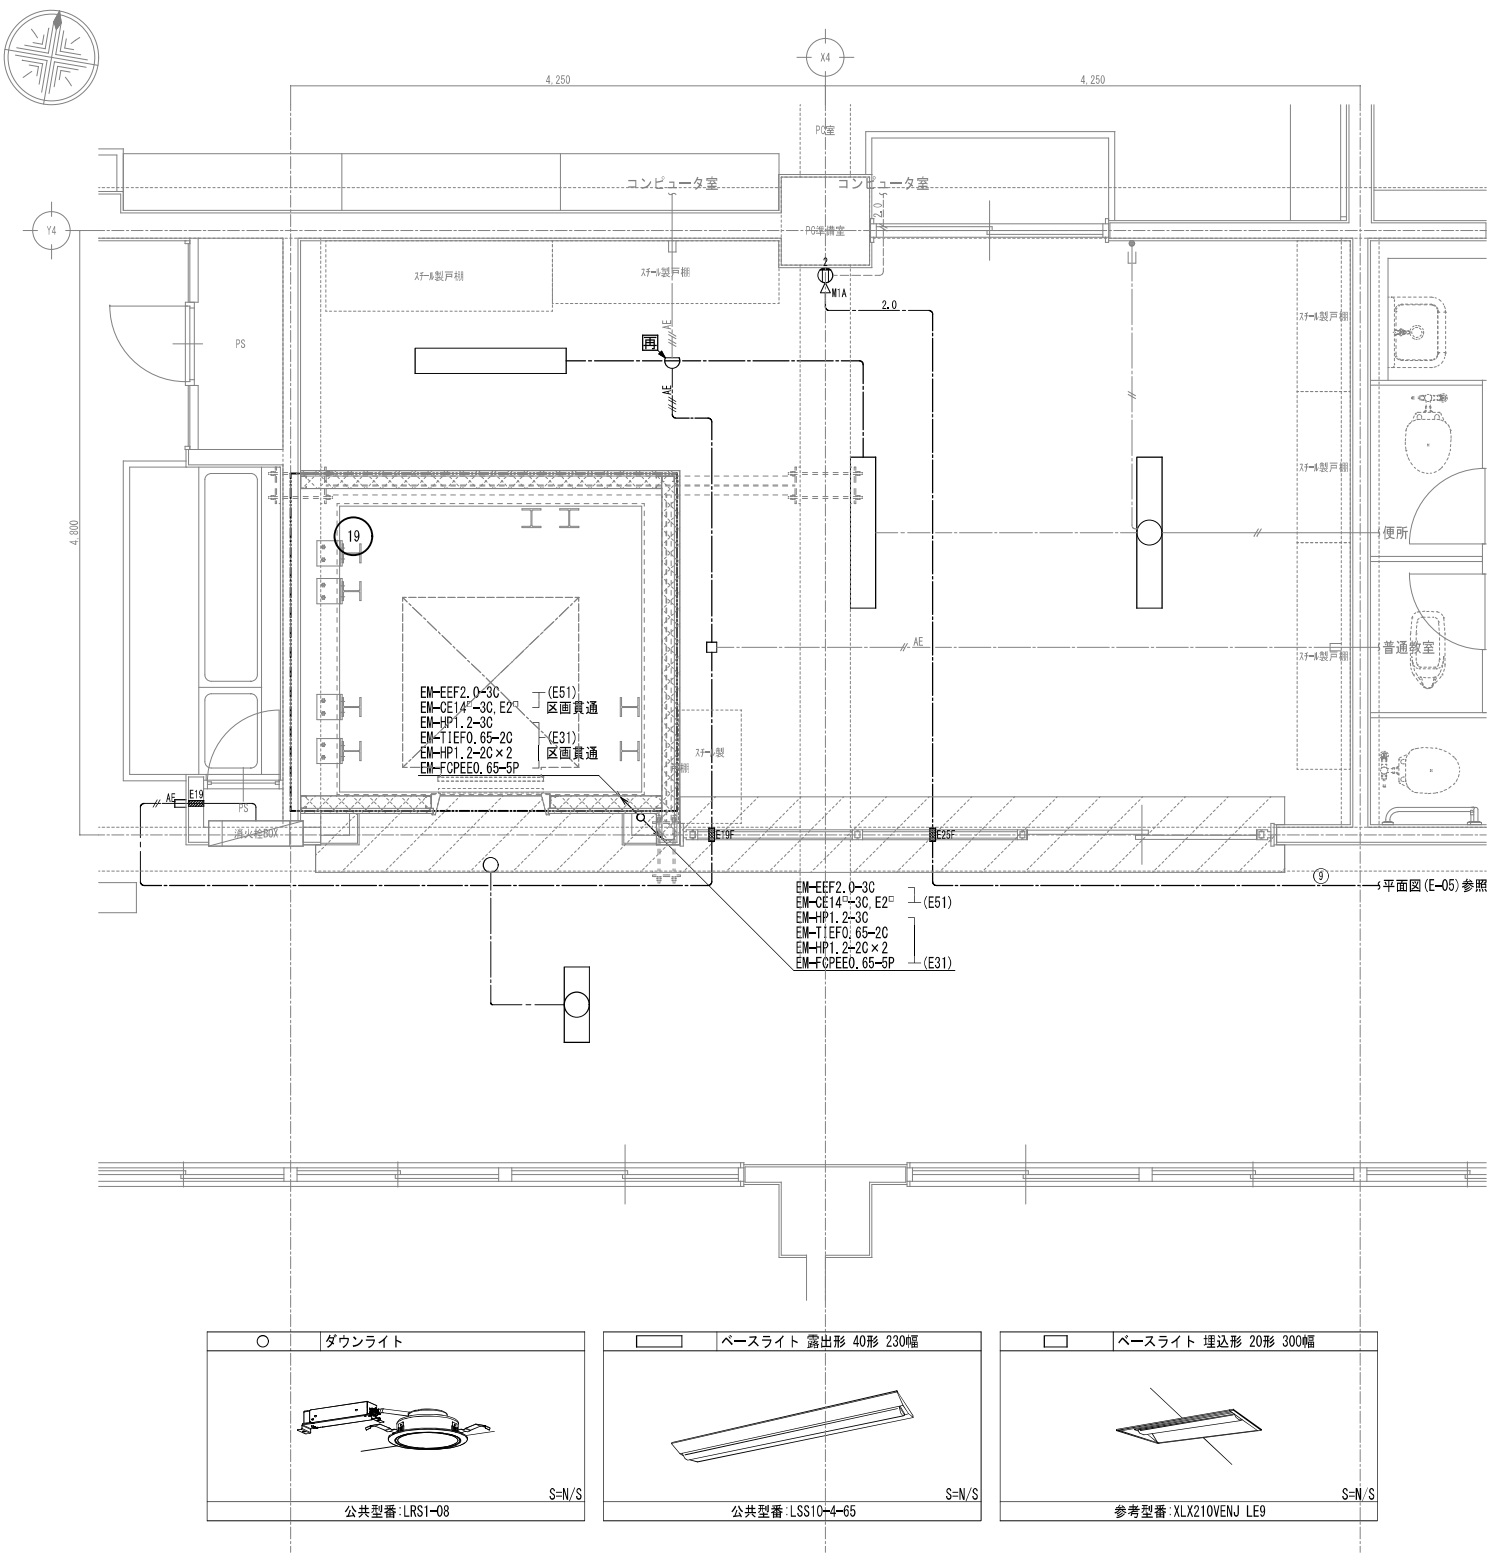 X4
4,250
4,250
PC室
コンピュータ室
コンピュータ室
2.0
Y4
PC準備室
スチール製戸棚
スチール製戸棚
2
M1A
2.0
スチール製戸棚
AE
再
PS
AE
スチール製戸棚
4,800
19
便所
AE
普通教室
スチール製戸棚
EM-EEF2.0-3C
(E51)
EM-CE14□-3C,E2□
区画貫通
EM-HP1.2-3C
EM-TIEF0.65-2C
(E31)
EM-HP1.2-2C×2
区画貫通
EM-FCPEE0.65-5P
スチール製
戸棚
AE
E19
PS
消火栓BOX
E19F
E25F
9
平面図(E-05)参照
EM-EEF2.0-3C
EM-CE14□-3C,E2□
(E51)
EM-HP1.2-3C
EM-TIEF0.65-2C
EM-HP1.2-2C×2
EM-FCPEE0.65-5P
(E31)
ダウンライト
S=N/S
公共型番:LRS1-08
ベースライト 露出形 40形 230幅
S=N/S
公共型番:LSS10-4-65
ベースライト 埋込形 20形 300幅
S=N/S
参考型番:XLX210VENJ LE9